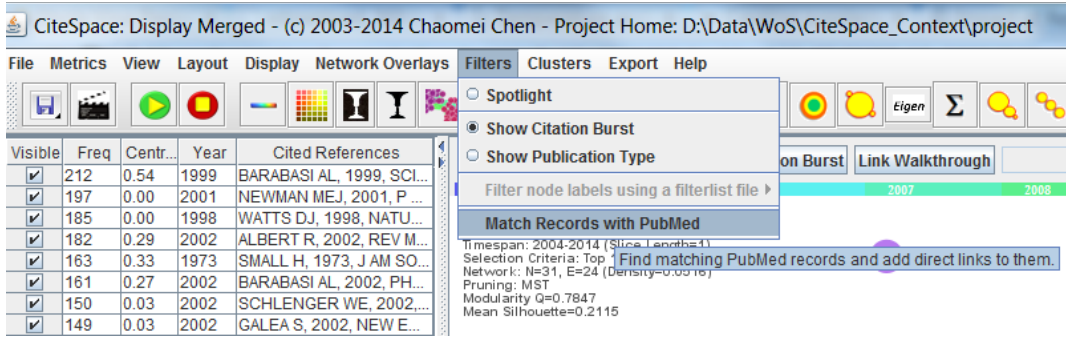 CiteSpace: Display Merged - (c) 2003-2014 Chaomei Chen - Project Home: D:\Data\WoS\CiteSpace_Context\project
File Metrics View Layout Display Network Overlays Filters Clusters Export Help
Spotlight
Show Citation Burst
Show Publication Type
Filter node labels using a filterlist file
Match Records with PubMed
Find matching PubMed records and add direct links to them.
Eigen Σ
Visible Freq Centr... Year Cited References
212 0.54 1999 BARABASI AL, 1999, SCI...
197 0.00 2001 NEWMAN MEJ, 2001, P ...
185 0.00 1998 WATTS DJ, 1998, NATU...
182 0.29 2002 ALBERT R, 2002, REV M...
163 0.33 1973 SMALL H, 1973, J AM SO...
161 0.27 2002 BARABASI AL, 2002, PH...
150 0.03 2002 SCHLENGER WE, 2002,...
149 0.03 2002 GALEA S, 2002, NEW E...
on Burst Link Walkthrough
2007 2008
Timespan: 2004-2014 (Slice Length=1)
Selection Criteria: Top
Network: N=31, E=24 (Density=0.0516)
Pruning: MST
Modularity Q=0.7847
Mean Silhouette=0.2115